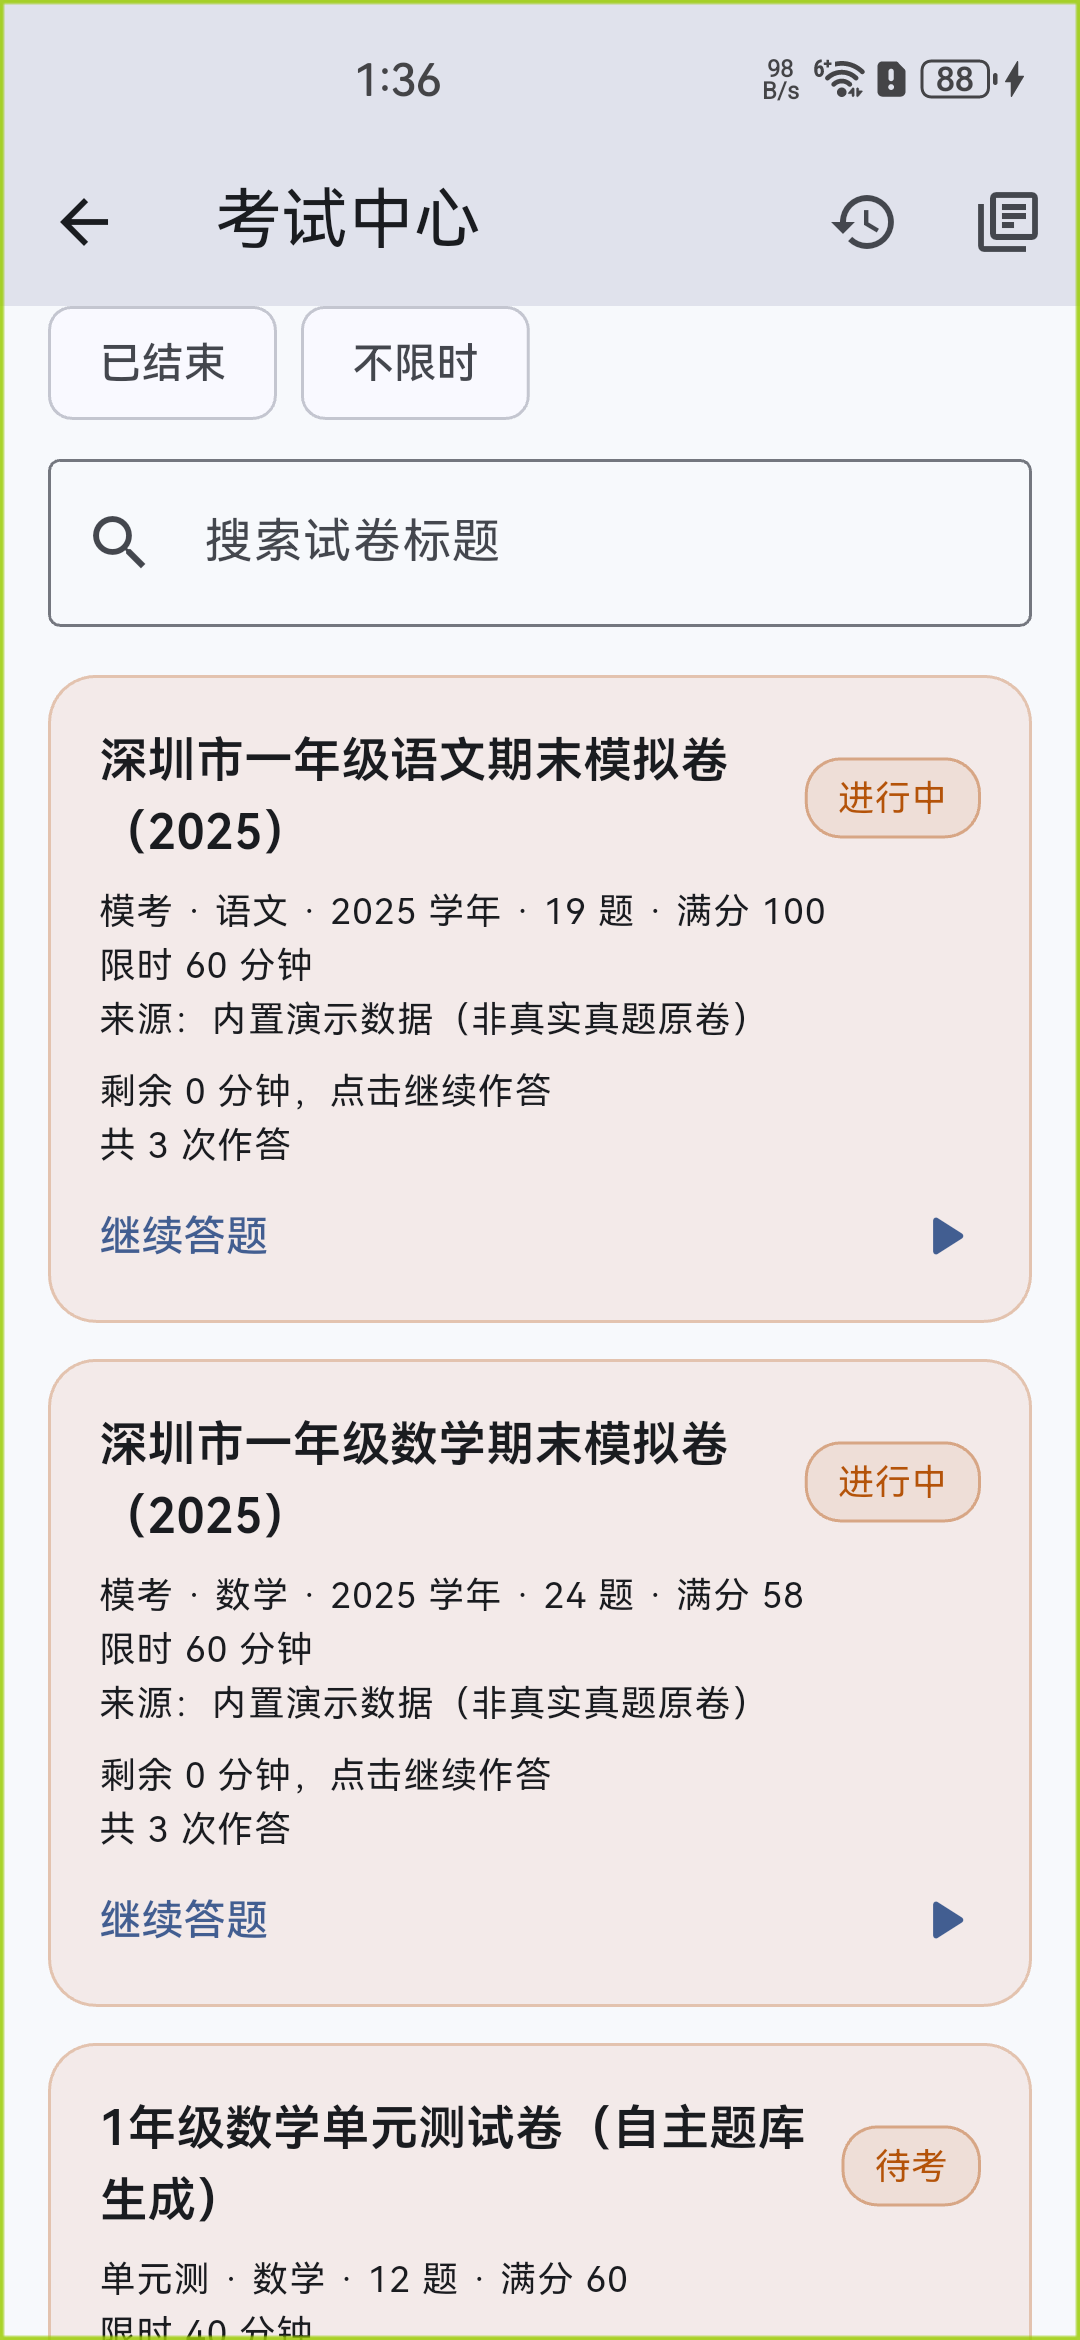 1:36
98
B/s
6+
88
考试中心
已结束
不限时
搜索试卷标题
深圳市一年级语文期末模拟卷
（2025）
进行中
模考 · 语文 · 2025 学年 · 19 题 · 满分 100
限时 60 分钟
来源：内置演示数据（非真实真题原卷）
剩余 0 分钟，点击继续作答
共 3 次作答
继续答题
深圳市一年级数学期末模拟卷
（2025）
进行中
模考 · 数学 · 2025 学年 · 24 题 · 满分 58
限时 60 分钟
来源：内置演示数据（非真实真题原卷）
剩余 0 分钟，点击继续作答
共 3 次作答
继续答题
1年级数学单元测试卷（自主题库
生成）
待考
单元测 · 数学 · 12 题 · 满分 60
限时 40 分钟